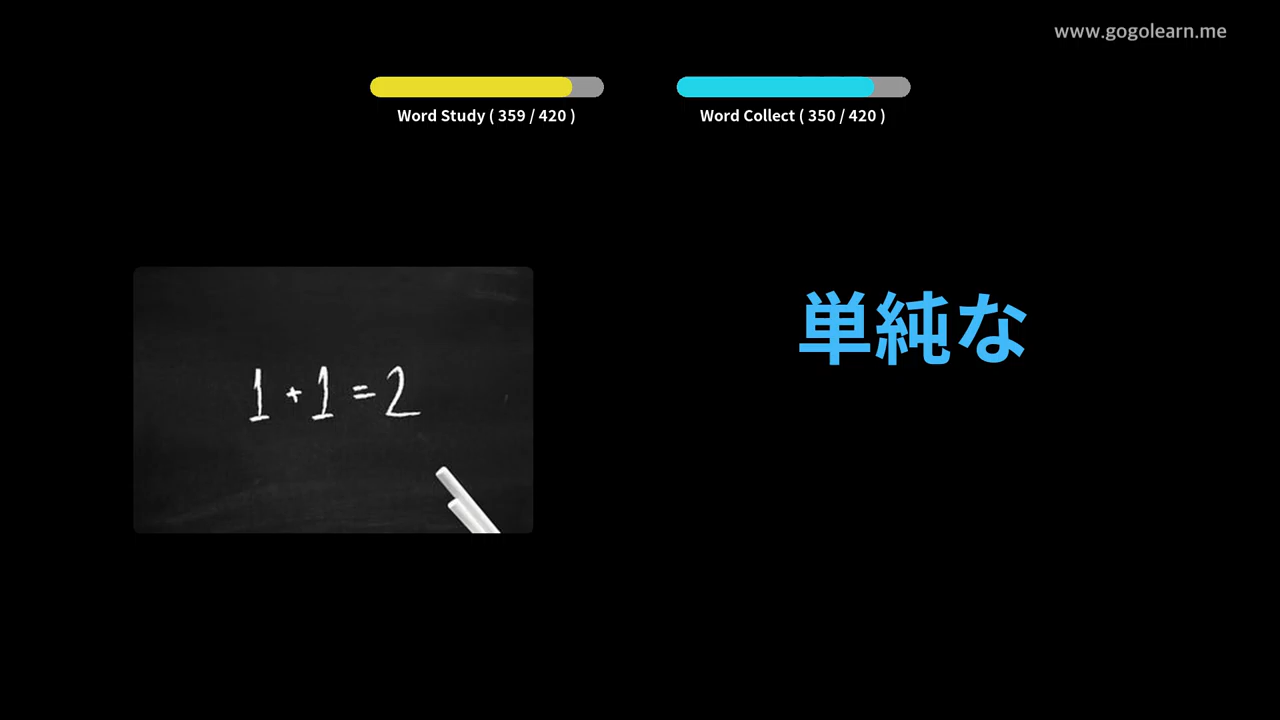 www.gogolearn.me
Word Study ( 359 / 420 )
Word Collect ( 350 / 420 )
1 + 1 = 2
単純な